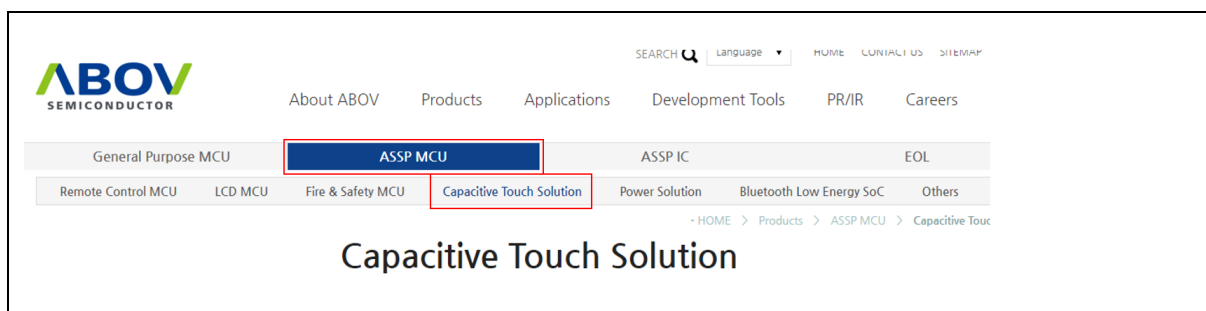 SEARCH Language ▼ HOME CONTACT US SITEMAP
ABOV
SEMICONDUCTOR
About ABOV Products Applications Development Tools PR/IR Careers
General Purpose MCU ASSP MCU ASSP IC EOL
Remote Control MCU LCD MCU Fire & Safety MCU Capacitive Touch Solution Power Solution Bluetooth Low Energy SoC Others
- HOME > Products > ASSP MCU > Capacitive Touc
Capacitive Touch Solution